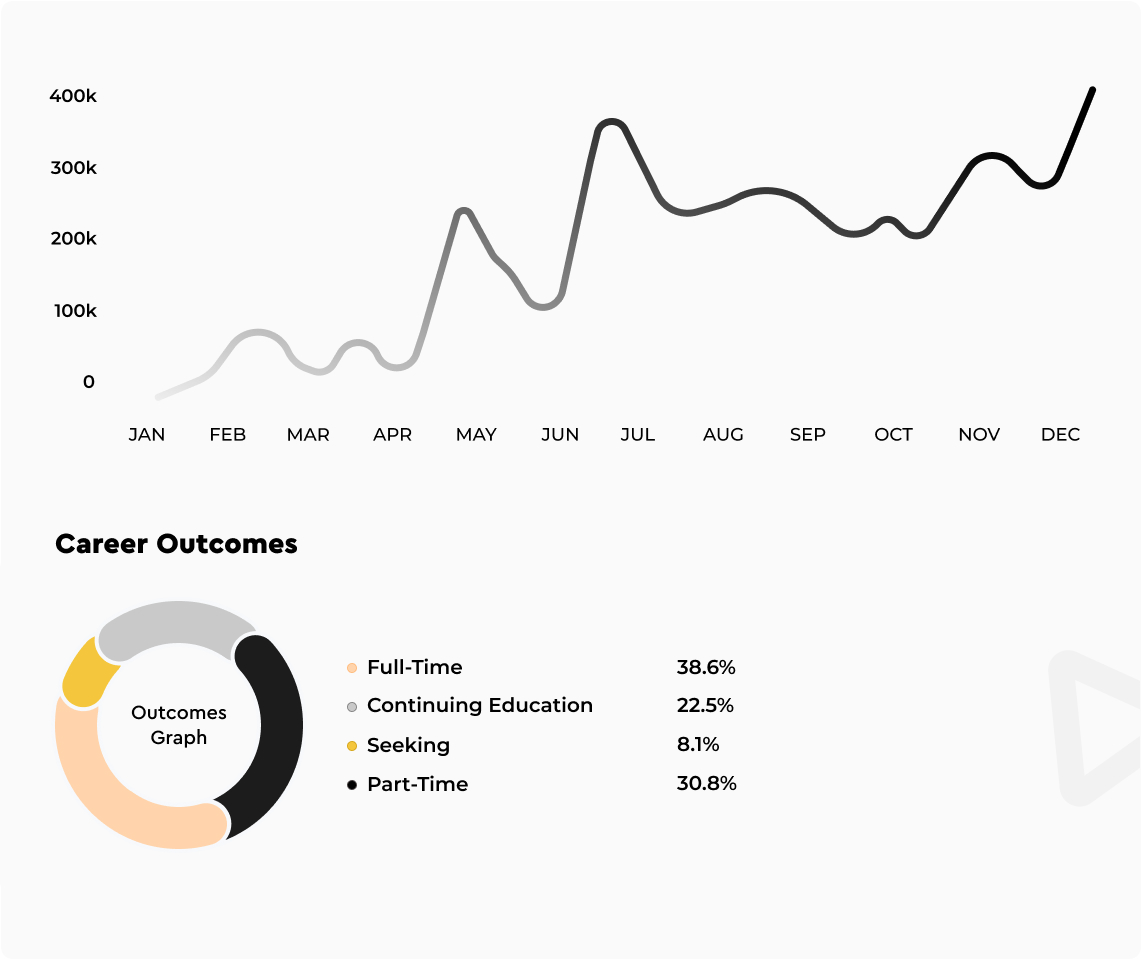 400k
300k
200k
100k
0
JAN FEB MAR APR MAY JUN JUL AUG SEP OCT NOV DEC
Career Outcomes
Outcomes
Graph
Full-Time 38.6%
Continuing Education 22.5%
Seeking 8.1%
Part-Time 30.8%